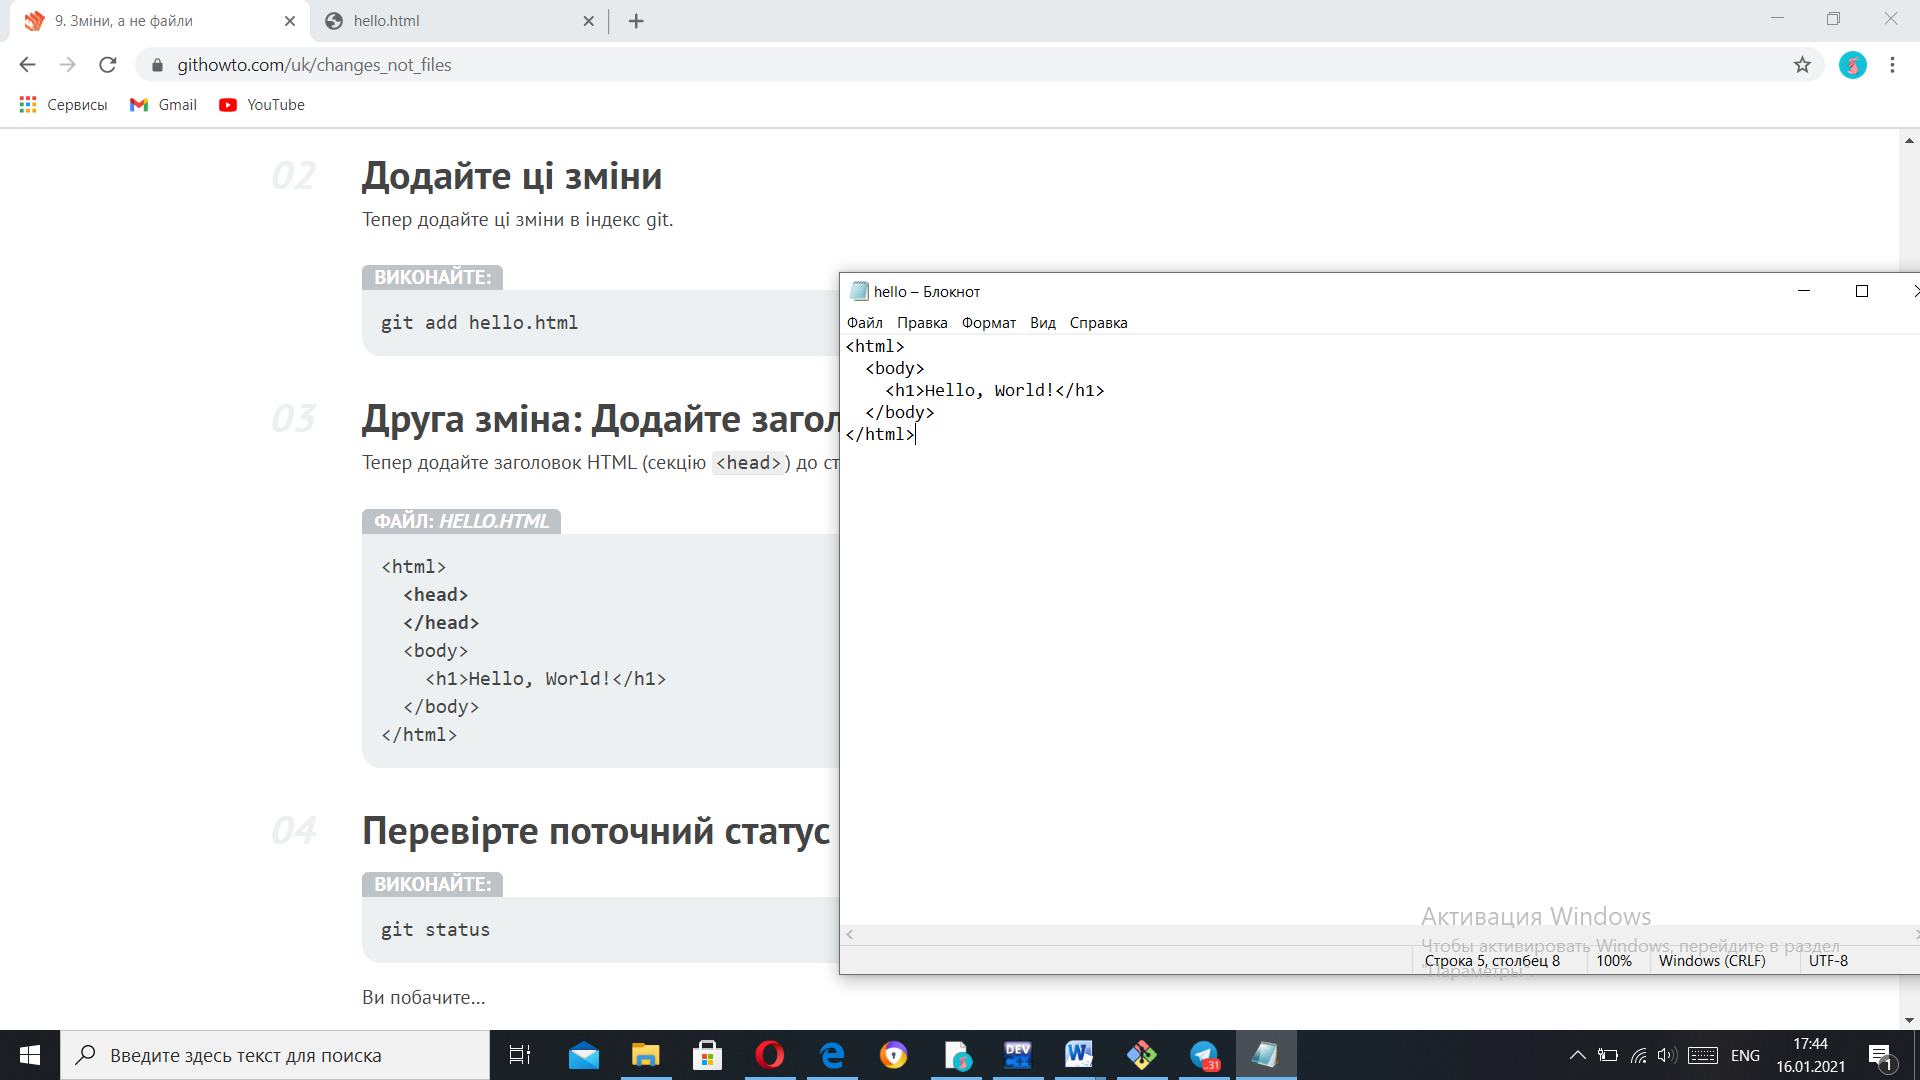 9. Зміни, а не файли
hello.html
githowto.com/uk/changes_not_files
Сервисы
Gmail
YouTube
02
Додайте ці зміни
Тепер додайте ці зміни в індекс git.
ВИКОНАЙТЕ:
git add hello.html
03
Друга зміна: Додайте загол
Тепер додайте заголовок HTML (секцію <head>) до ст
ФАЙЛ: HELLO.HTML
<html>
  <head>
  </head>
  <body>
    <h1>Hello, World!</h1>
  </body>
</html>
04
Перевірте поточний статус
ВИКОНАЙТЕ:
git status
Ви побачите...
hello – Блокнот
Файл Правка Формат Вид Справка
<html>
  <body>
    <h1>Hello, World!</h1>
  </body>
</html>
Активация Windows
Чтобы активировать Windows, перейдите в раздел
"Параметры".
Строка 5, столбец 8
100%
Windows (CRLF)
UTF-8
Введите здесь текст для поиска
DEV
C++
W
..31
ENG
17:44
16.01.2021
1